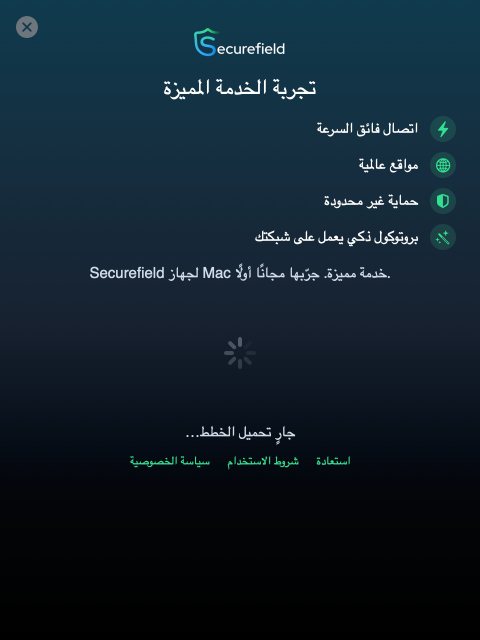 Securefield
تجربة الخدمة المميزة
اتصال فائق السرعة
مواقع عالمية
حماية غير محدودة
بروتوكول ذكي يعمل على شبكتك
Securefield لجهاز Mac خدمة مميزة. جرّبها مجانًا أولًا.
جارٍ تحميل الخطط...
استعادة شروط الاستخدام سياسة الخصوصية